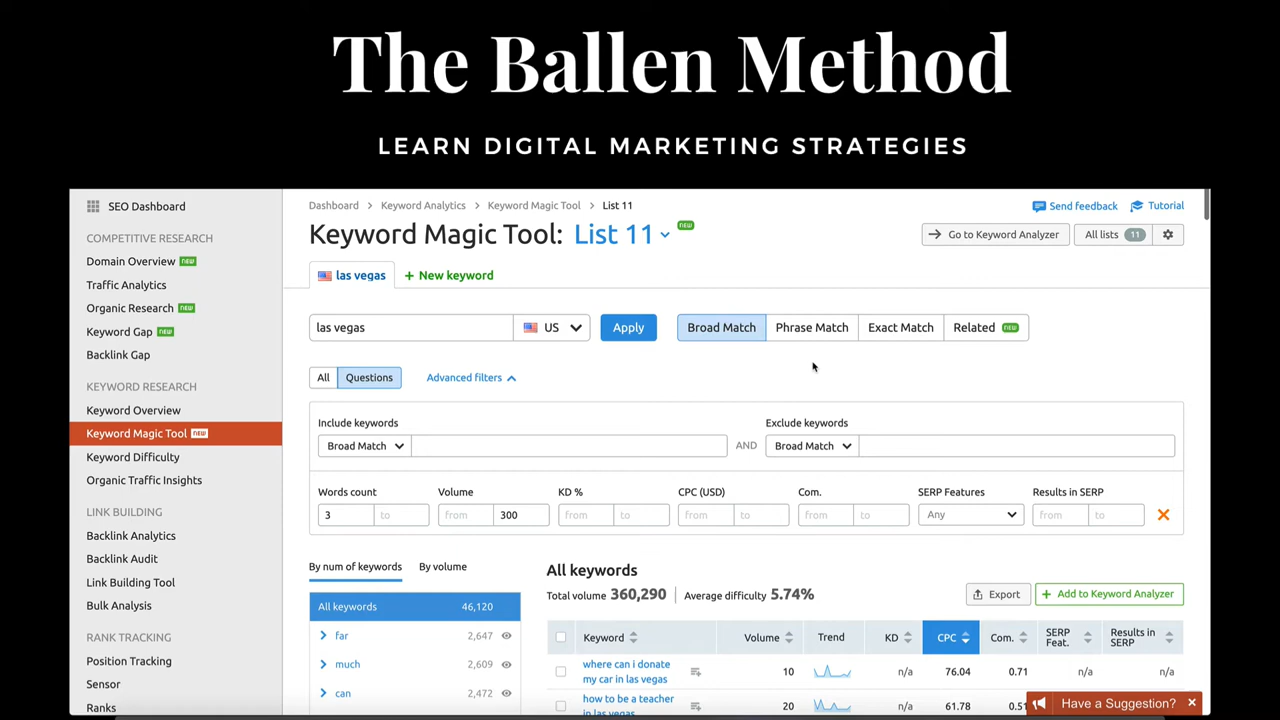 The Ballen Method
LEARN DIGITAL MARKETING STRATEGIES
SEO Dashboard
COMPETITIVE RESEARCH
Domain Overview NEW
Traffic Analytics
Organic Research NEW
Keyword Gap NEW
Backlink Gap
KEYWORD RESEARCH
Keyword Overview
Keyword Magic Tool NEW
Keyword Difficulty
Organic Traffic Insights
LINK BUILDING
Backlink Analytics
Backlink Audit
Link Building Tool
Bulk Analysis
RANK TRACKING
Position Tracking
Sensor
Ranks
Dashboard > Keyword Analytics > Keyword Magic Tool > List 11
Send feedback Tutorial
Keyword Magic Tool: List 11 NEW
Go to Keyword Analyzer All lists 11
las vegas + New keyword
las vegas US Apply Broad Match Phrase Match Exact Match Related NEW
All Questions Advanced filters
Include keywords Exclude keywords
Broad Match AND Broad Match
Words count Volume KD % CPC (USD) Com. SERP Features Results in SERP
3 to from 300 from to from to from to Any from to
By num of keywords By volume
All keywords 46,120
far 2,647
much 2,609
can 2,472
All keywords
Total volume 360,290 Average difficulty 5.74%
Export + Add to Keyword Analyzer
Keyword Volume Trend KD CPC Com. SERP Feat. Results in SERP
where can i donate
my car in las vegas 10 n/a 76.04 0.71 n/a n/a
how to be a teacher
in las vegas 20 n/a 61.78
Have a Suggestion?